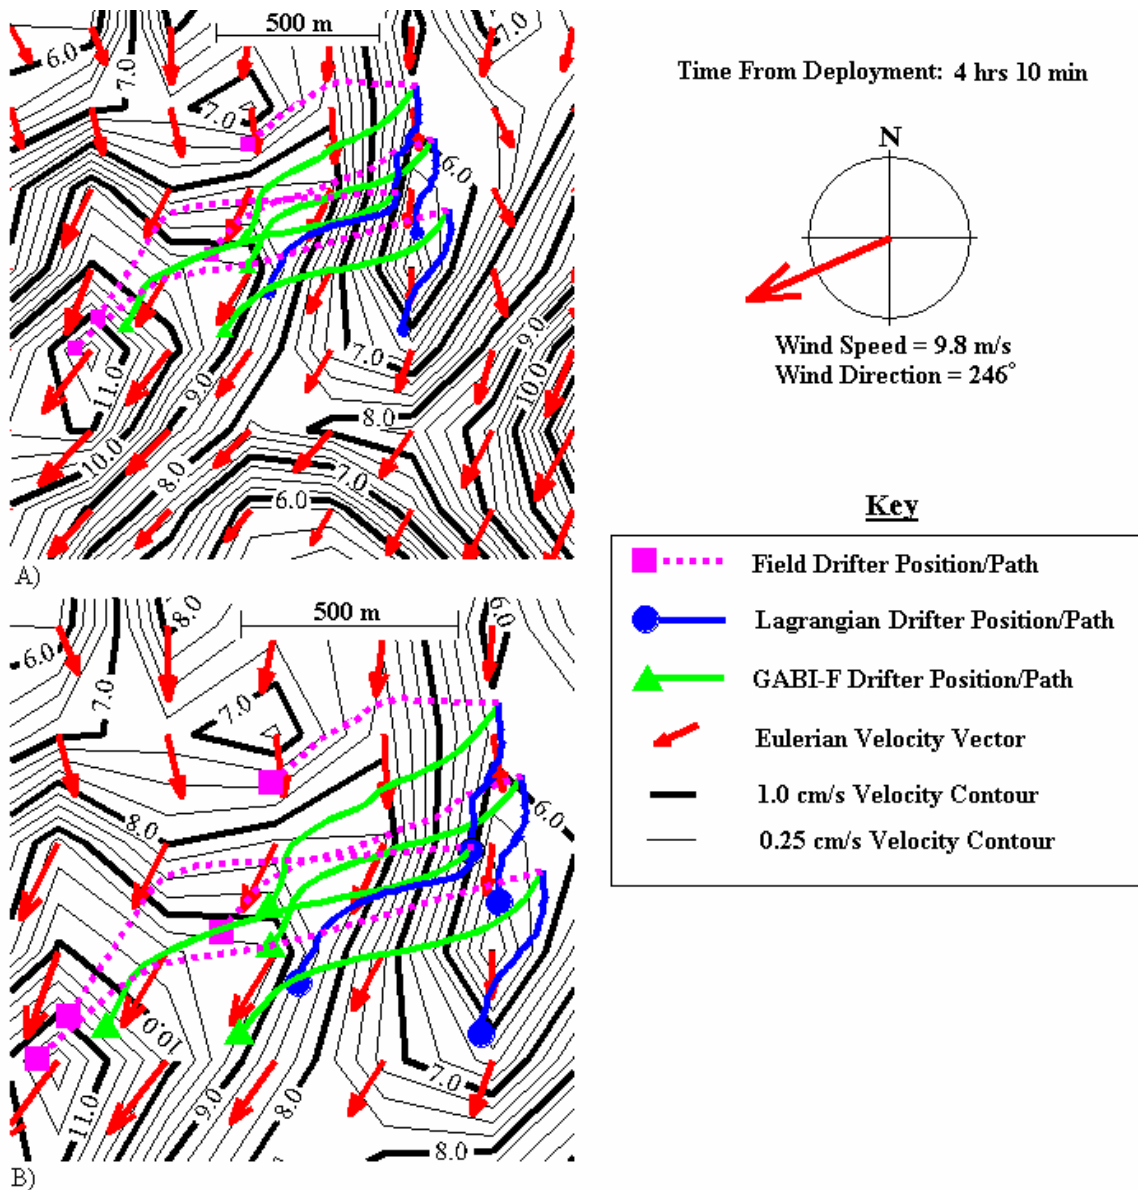 500 m
7.0
6.0
7.0
7.0
6.0
9.0
7.0
10.0
11.0
9.0
8.0
10.0
8.0
7.0
6.0
A)
Time From Deployment: 4 hrs 10 min
N
Wind Speed = 9.8 m/s
Wind Direction = 246°
Key
Field Drifter Position/Path
Lagrangian Drifter Position/Path
GABI-F Drifter Position/Path
Eulerian Velocity Vector
1.0 cm/s Velocity Contour
0.25 cm/s Velocity Contour
500 m
8.0
6.0
6.0
7.0
7.0
6.0
8.0
10.0
7.0
9.0
8.0
11.0
8.0
B)